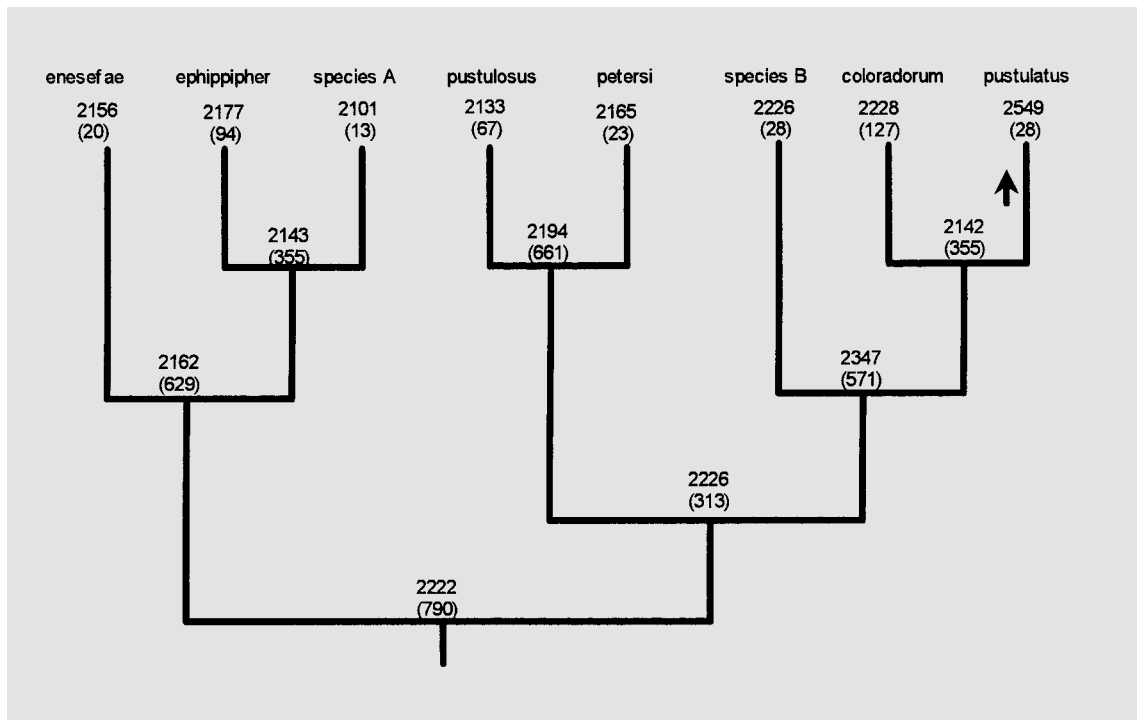 enesefae ephippipher species A pustulosus petersi species B coloradorum pustulatus
2156 2177 2101 2133 2165 2226 2228 2549
(20) (94) (13) (67) (23) (28) (127) (28)
2143 2194 2142
(355) (661) (355)
2162 2347
(629) (571)
2226
(313)
2222
(790)